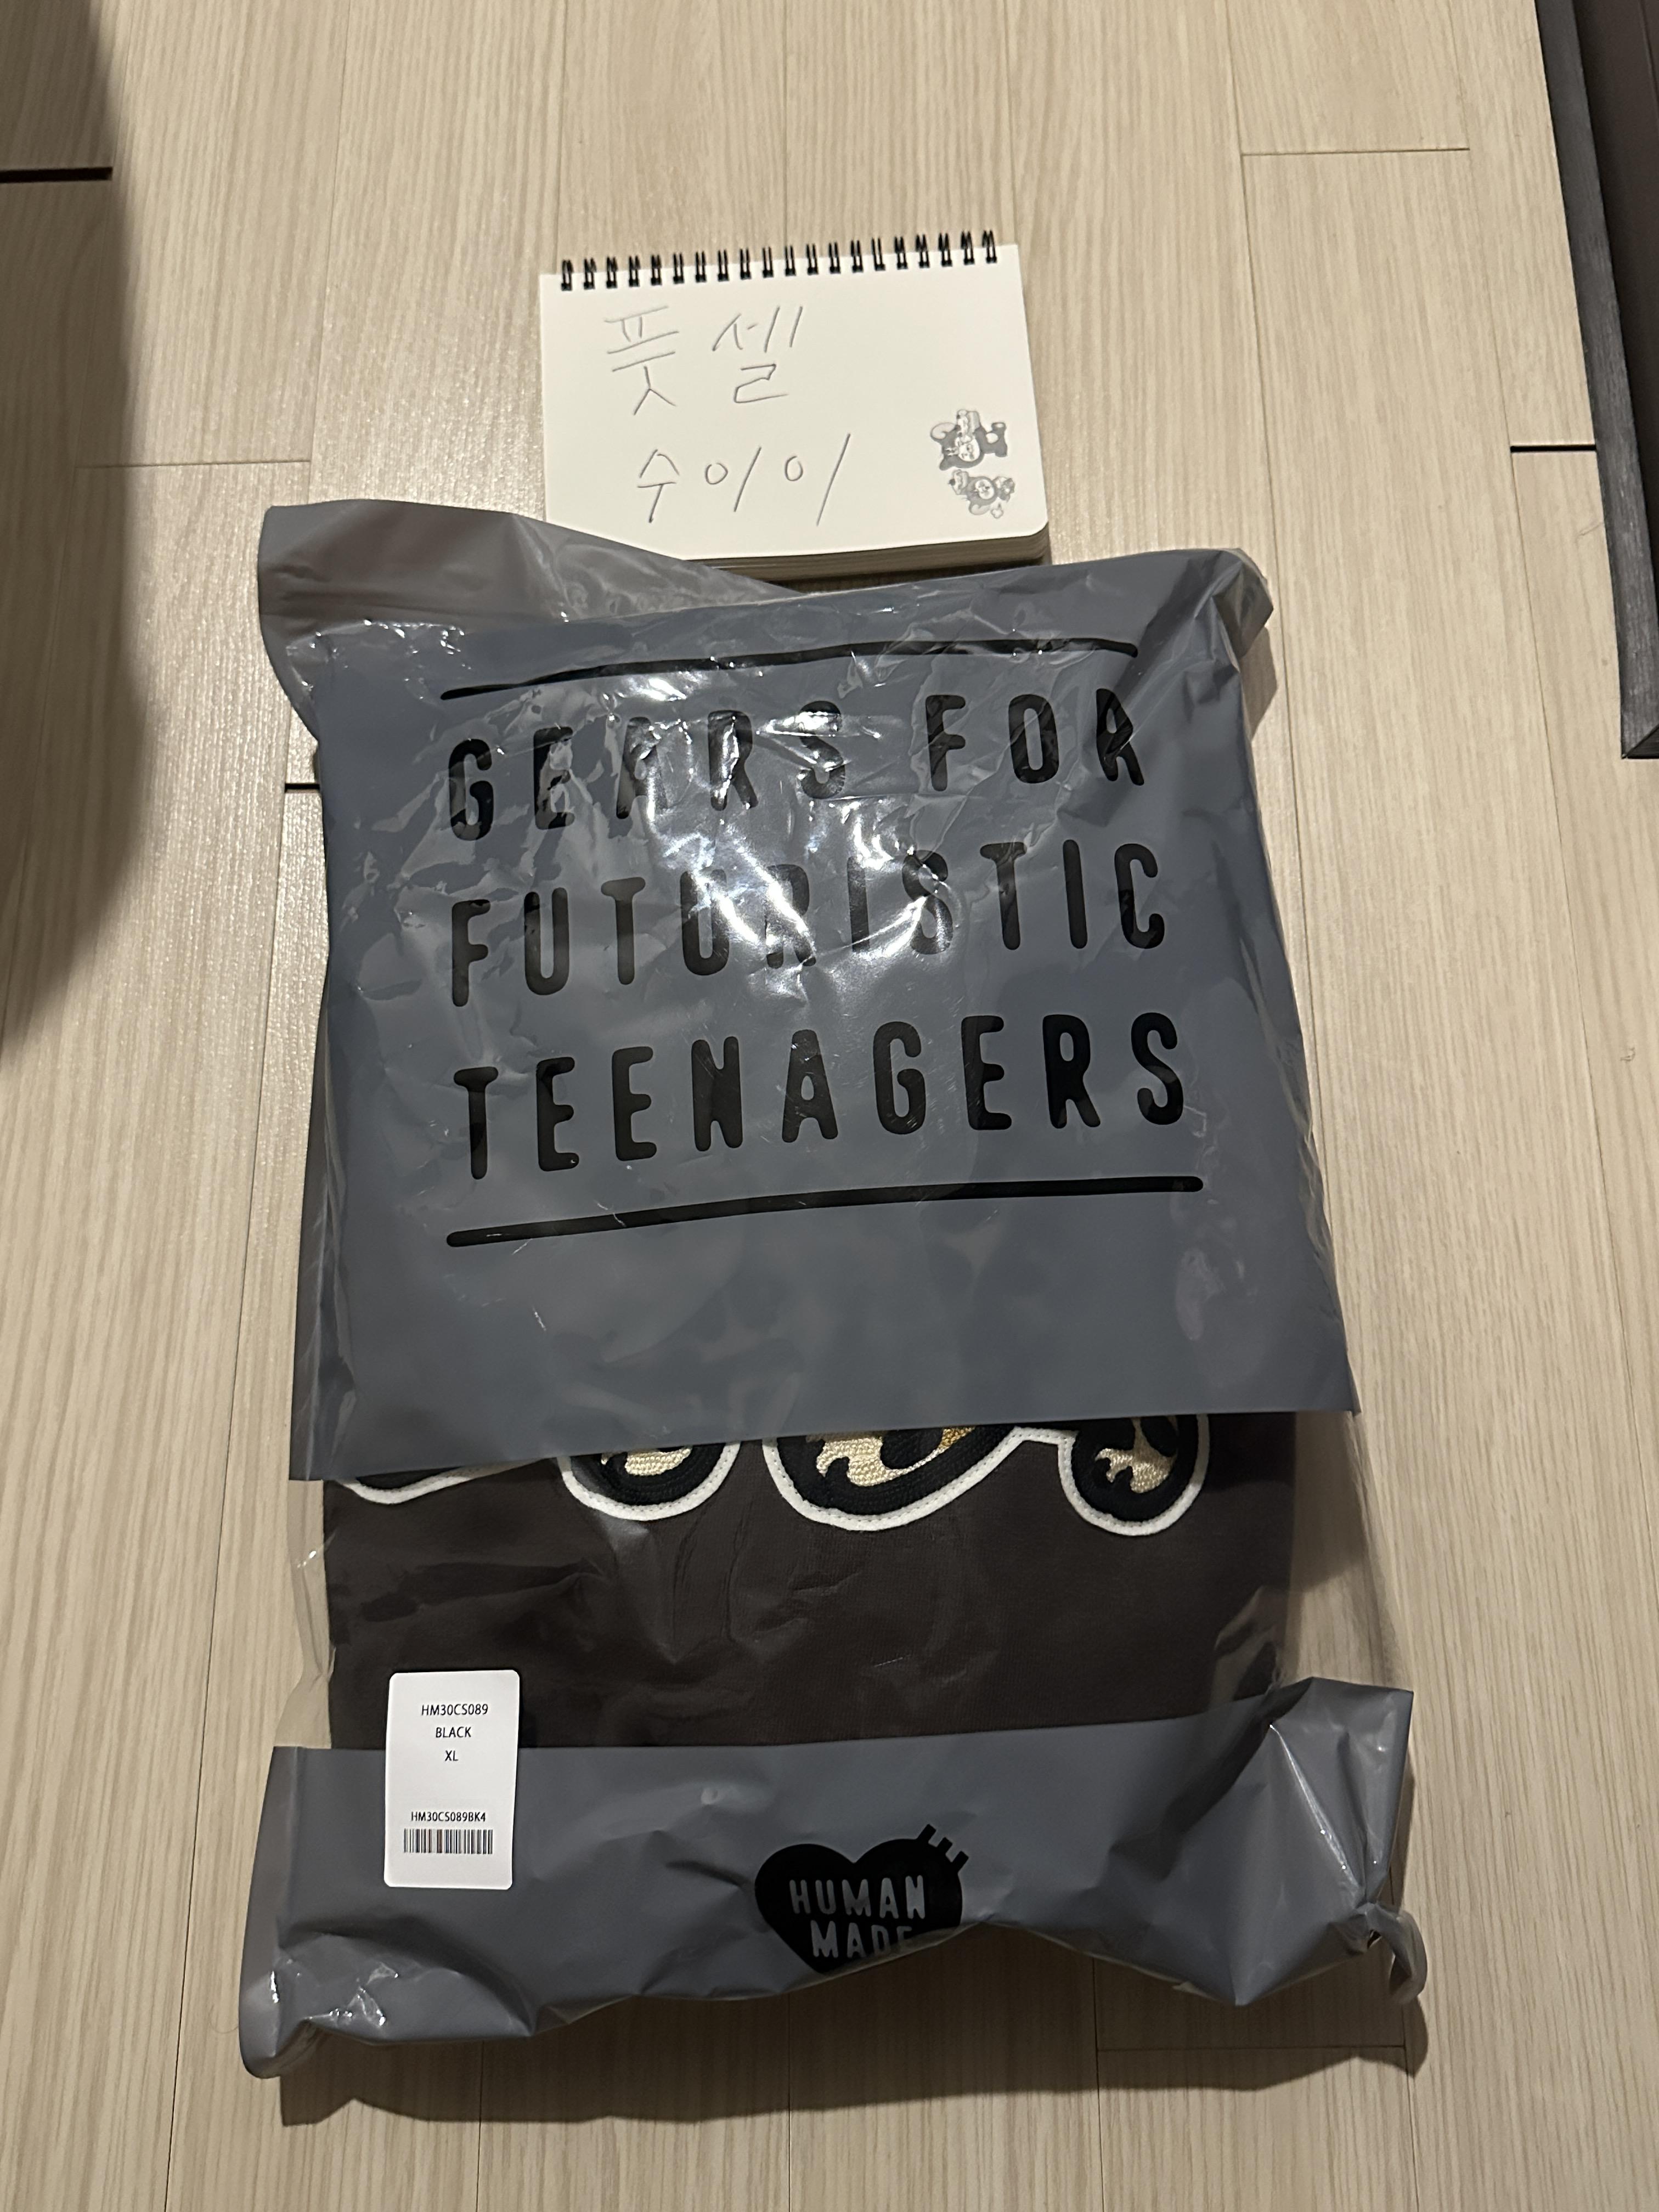 풋셀
수이이
GEARS FOR
FUTURISTIC
TEENAGERS
HM30CS089
BLACK
XL
HM30CS089BK4
HUMAN
MADE